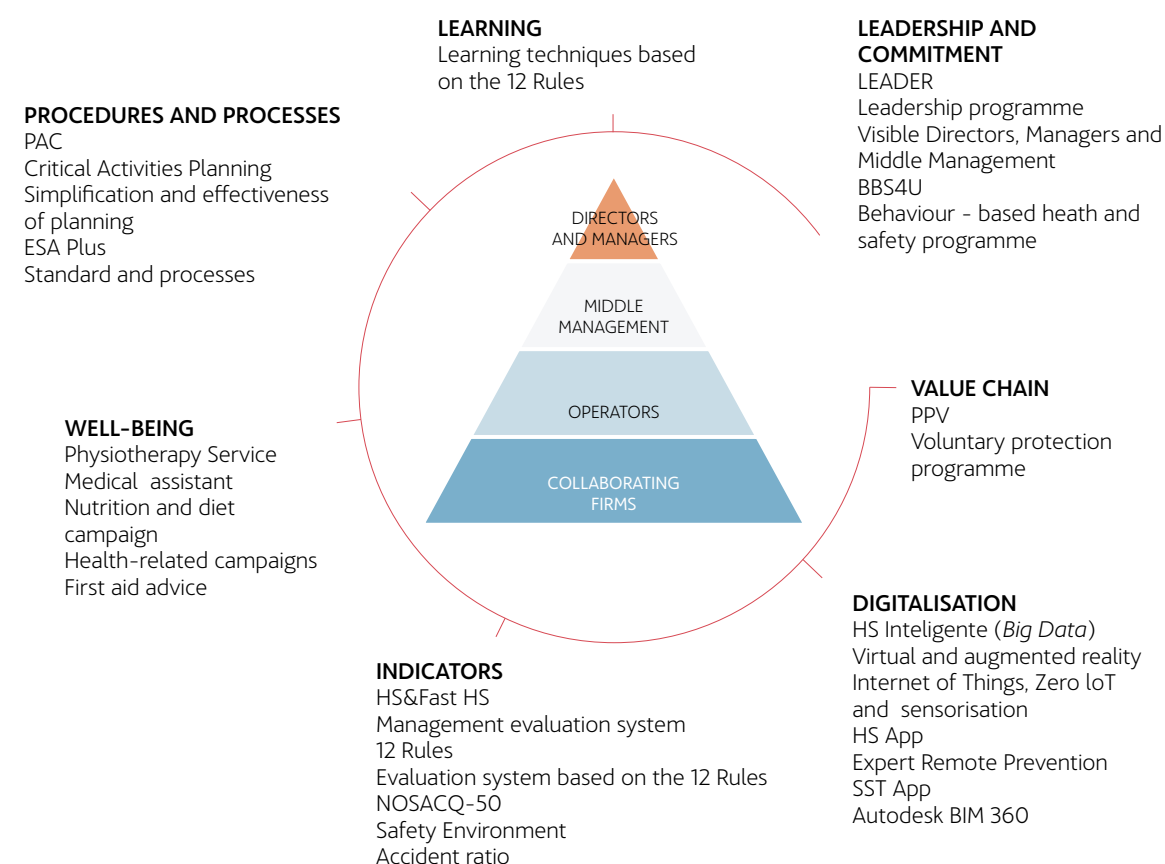 LEARNING
Learning techniques based
on the 12 Rules
LEADERSHIP AND
COMMITMENT
LEADER
Leadership programme
Visible Directors, Managers and
Middle Management
BBS4U
Behaviour - based heath and
safety programme
PROCEDURES AND PROCESSES
PAC
Critical Activities Planning
Simplification and effectiveness
of planning
ESA Plus
Standard and processes
DIRECTORS
AND MANAGERS
MIDDLE
MANAGEMENT
OPERATORS
COLLABORATING
FIRMS
VALUE CHAIN
PPV
Voluntary protection
programme
WELL-BEING
Physiotherapy Service
Medical assistant
Nutrition and diet
campaign
Health-related campaigns
First aid advice
DIGITALISATION
HS Inteligente (Big Data)
Virtual and augmented reality
Internet of Things, Zero loT
and sensorisation
HS App
Expert Remote Prevention
SST App
Autodesk BIM 360
INDICATORS
HS&Fast HS
Management evaluation system
12 Rules
Evaluation system based on the 12 Rules
NOSACQ-50
Safety Environment
Accident ratio